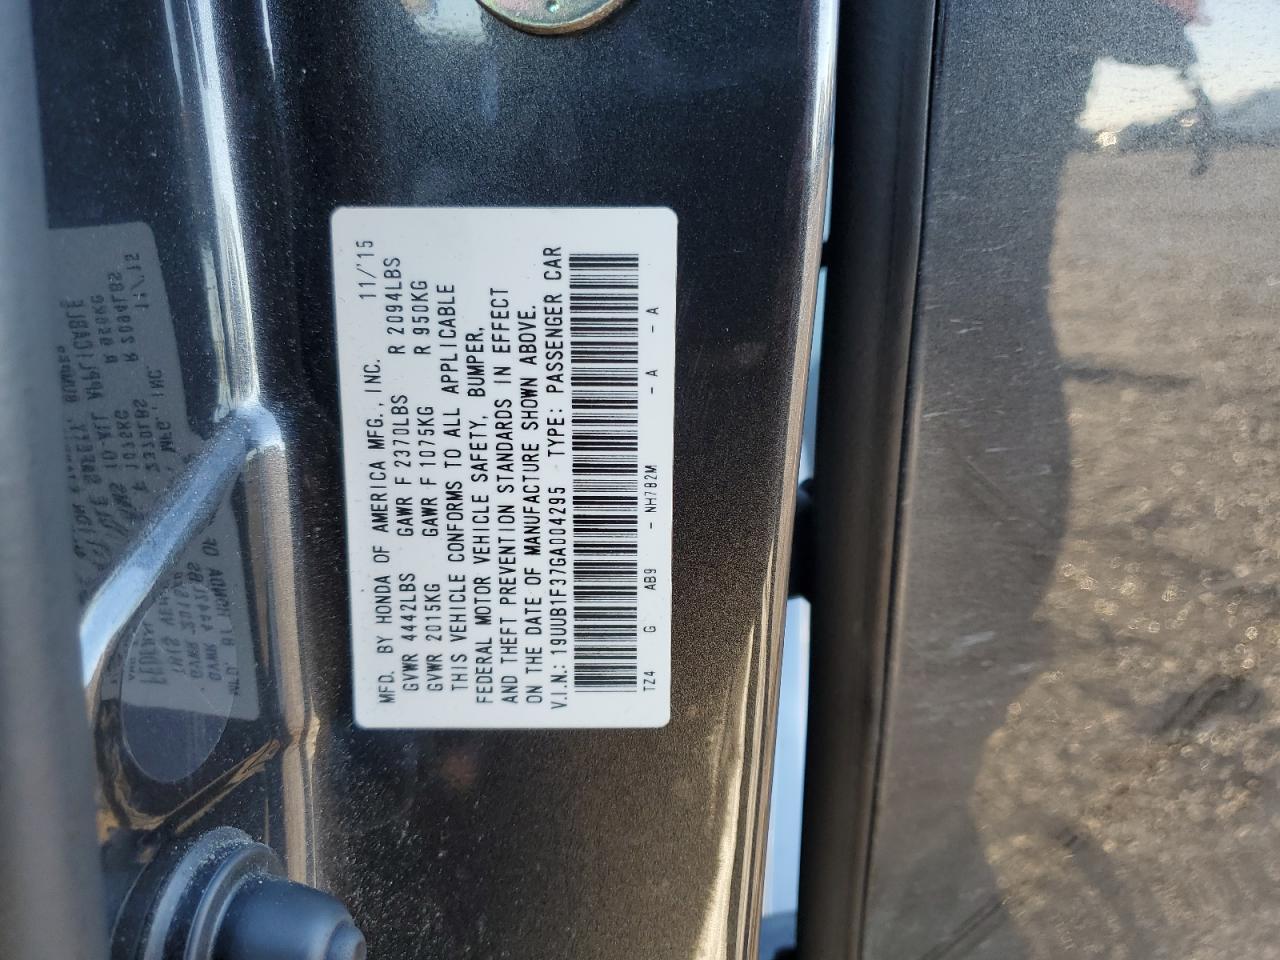 MFD. BY HONDA OF AMERICA MFG., INC. 11/'15
GVWR 4442LBS GAWR F 2370LBS R 2094LBS
GVWR 2015KG GAWR F 1075KG R 950KG
THIS VEHICLE CONFORMS TO ALL APPLICABLE
FEDERAL MOTOR VEHICLE SAFETY, BUMPER,
AND THEFT PREVENTION STANDARDS IN EFFECT
ON THE DATE OF MANUFACTURE SHOWN ABOVE.
V.I.N.: 19UUB1F37GA004295 TYPE: PASSENGER CAR
TZ4 G AB9 - NH782M - A - A